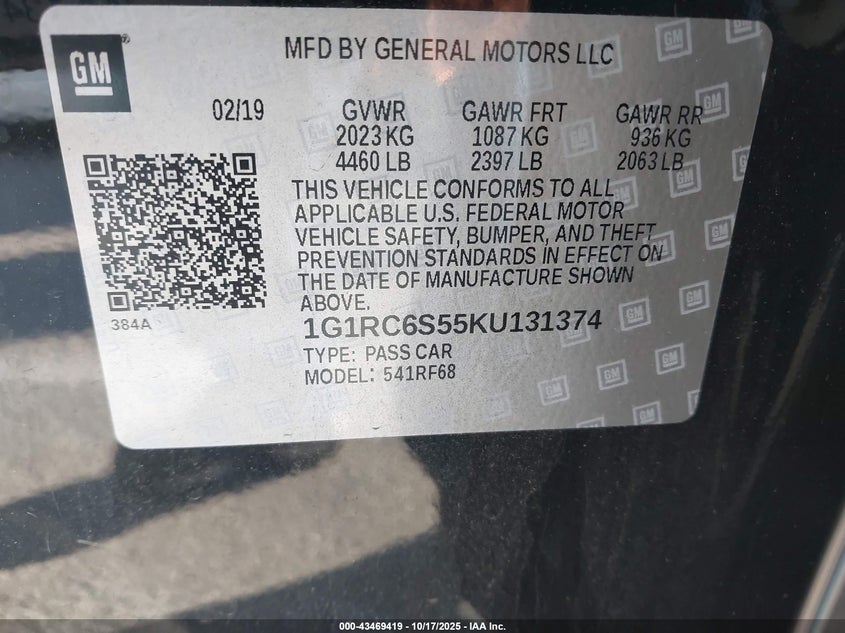 GM
MFD BY GENERAL MOTORS LLC
02/19 GVWR GAWR FRT GAWR RR
2023 KG 1087 KG 936 KG
4460 LB 2397 LB 2063 LB
THIS VEHICLE CONFORMS TO ALL
APPLICABLE U.S. FEDERAL MOTOR
VEHICLE SAFETY, BUMPER, AND THEFT
PREVENTION STANDARDS IN EFFECT ON
THE DATE OF MANUFACTURE SHOWN
ABOVE.
384A
1G1RC6S55KU131374
TYPE: PASS CAR
MODEL: 541RF68
000-43469419 - 10/17/2025 - IAA Inc.